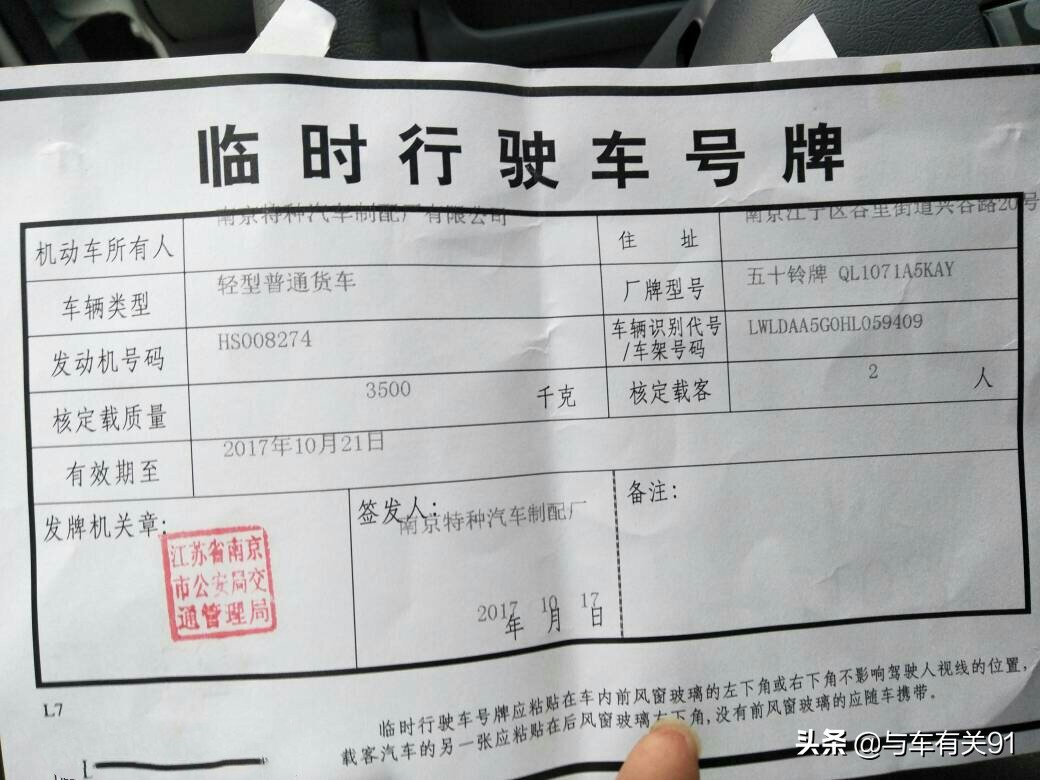 临时行驶车号牌
机动车所有人 南京特种汽车制配厂有限公司 住 址 南京江宁区谷里街道兴谷路20号
车辆类型 轻型普通货车 厂牌型号 五十铃牌 QL1071A5KAY
发动机号码 HS008274 车辆识别代号/车架号码 LWLDAA5G0HL059409
核定载质量 3500 千克 核定载客 2 人
有效期至 2017年10月21日
发牌机关章:
江苏省南京
市公安局交
通管理局
签发人: 南京特种汽车制配厂
2017年 10月 17日
备注:
L7
临时行驶车号牌应粘贴在车内前风窗玻璃的左下角或右下角不影响驾驶人视线的位置,
载客汽车的另一张应粘贴在后风窗玻璃左下角,没有前风窗玻璃的应随车携带。
头条 @与车有关91